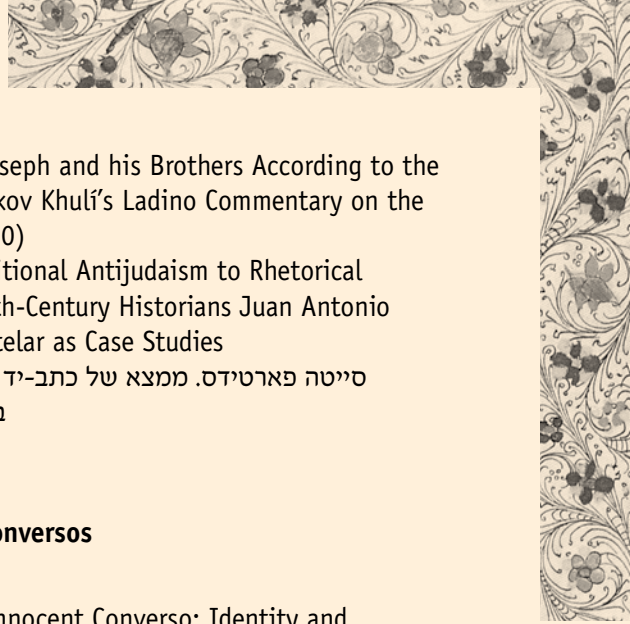 seph and his Brothers According to the
kov Khulí's Ladino Commentary on the
0)
tional Antijudaism to Rhetorical
th-Century Historians Juan Antonio
telar as Case Studies
סייטה פארטידס. ממצא של כתב-יד
ב
onversos
nnocent Converso: Identity and